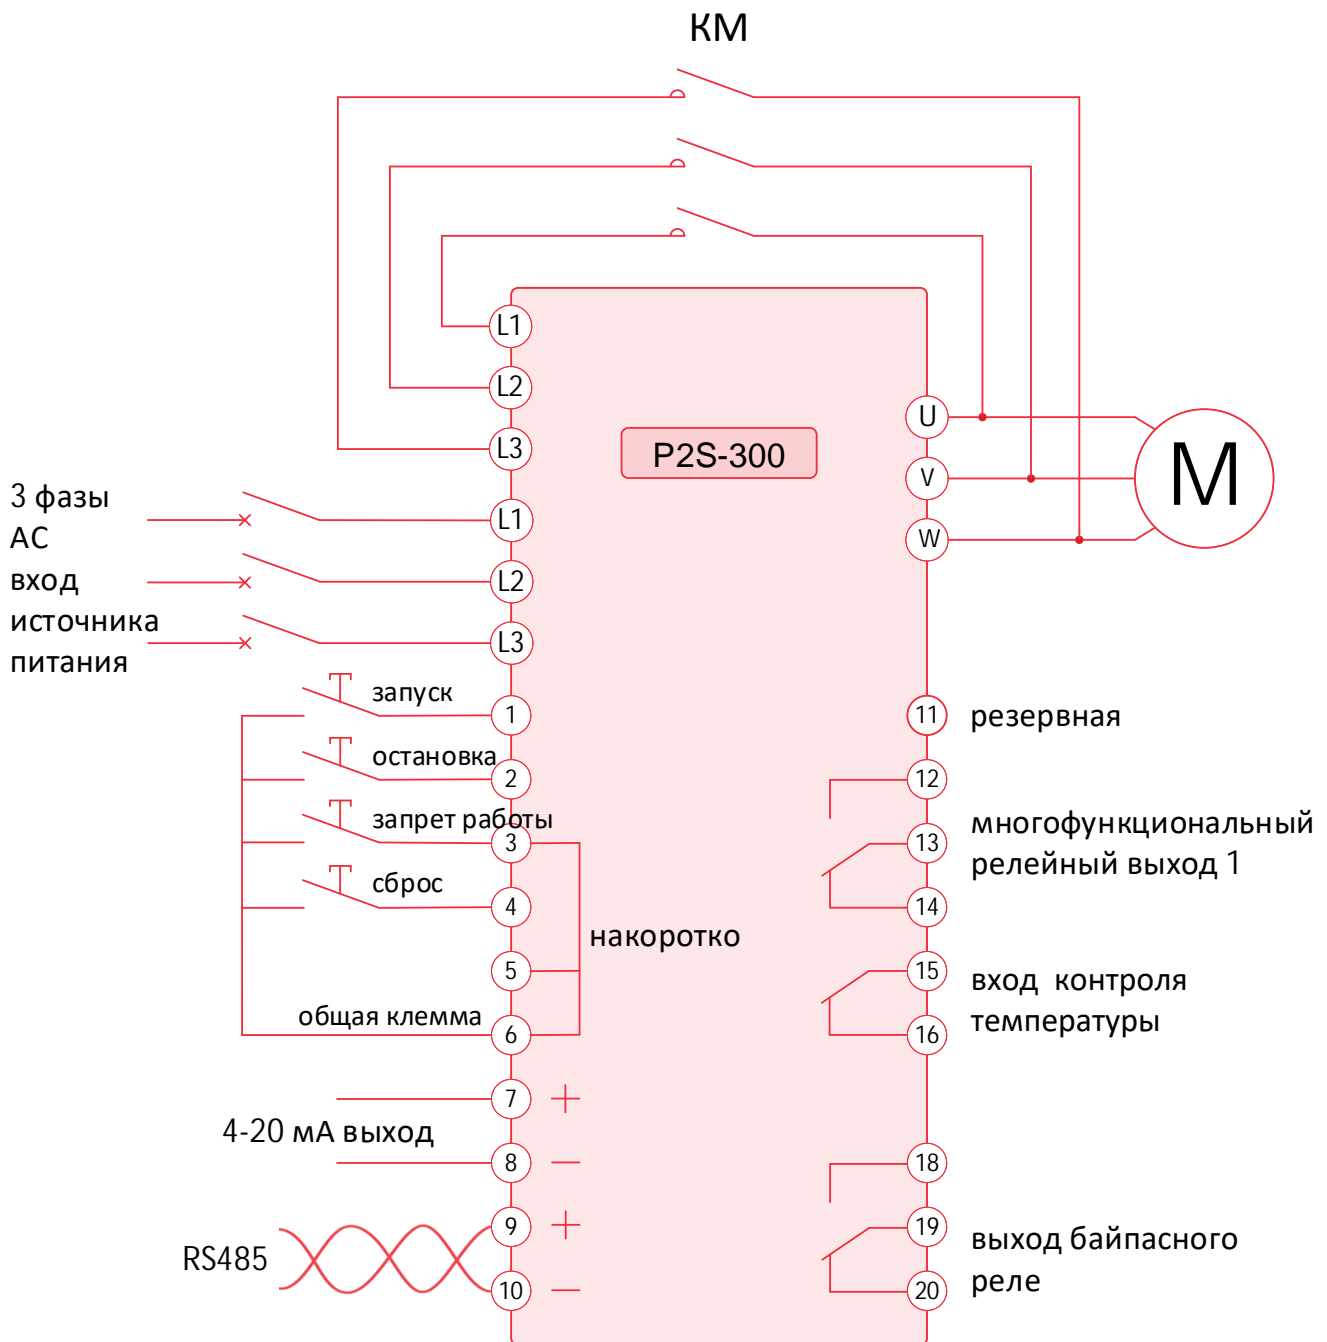 КМ
L1
L2
L3
P2S-300
U
V
W
M
3 фазы
АС
вход
источника
питания
L1
L2
L3
запуск
1
остановка
2
запрет работы
3
сброс
4
накоротко
5
общая клемма
6
7 +
4-20 мА выход
8 —
9 +
RS485
10 —
11
резервная
12
13
14
многофункциональный
релейный выход 1
15
16
вход контроля
температуры
18
19
20
выход байпасного
реле